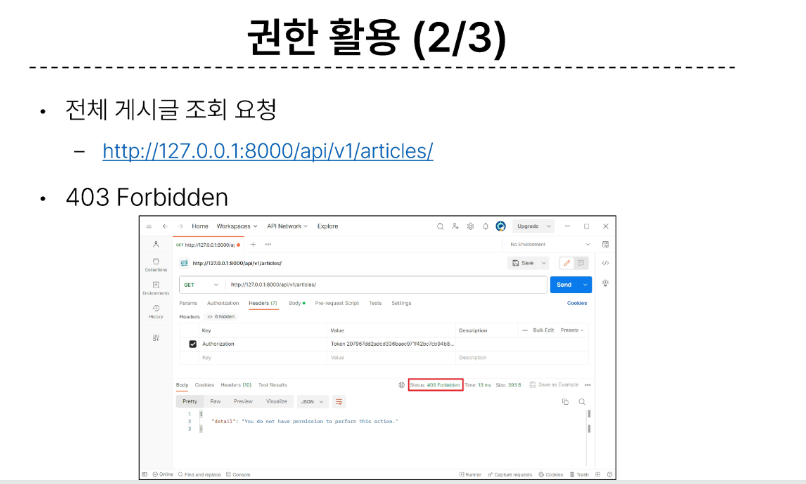 권한 활용 (2/3)
• 전체 게시글 조회 요청
– http://127.0.0.1:8000/api/v1/articles/
• 403 Forbidden
Home Workspaces API Network Explore
Upgrade
GET http://127.0.0.1:8000/a
No Environment
http://127.0.0.1:8000/api/v1/articles/
Save
GET http://127.0.0.1:8000/api/v1/articles/
Send
Params Authorization Headers (7) Body Pre-request Script Tests Settings
Cookies
Headers 6 hidden
Key Value Description Bulk Edit Presets
Authorization Token
Key Value Description
Collections
Environments
History
Body Cookies Headers (10) Test Results
Status: 403 Forbidden Time: 13 ms Size: 393 B Save as Example
Pretty Raw Preview Visualize JSON
1 {
2 "detail": "You do not have permission to perform this action."
3 }
Online Find and replace Console
Runner Capture requests Cookies Trash